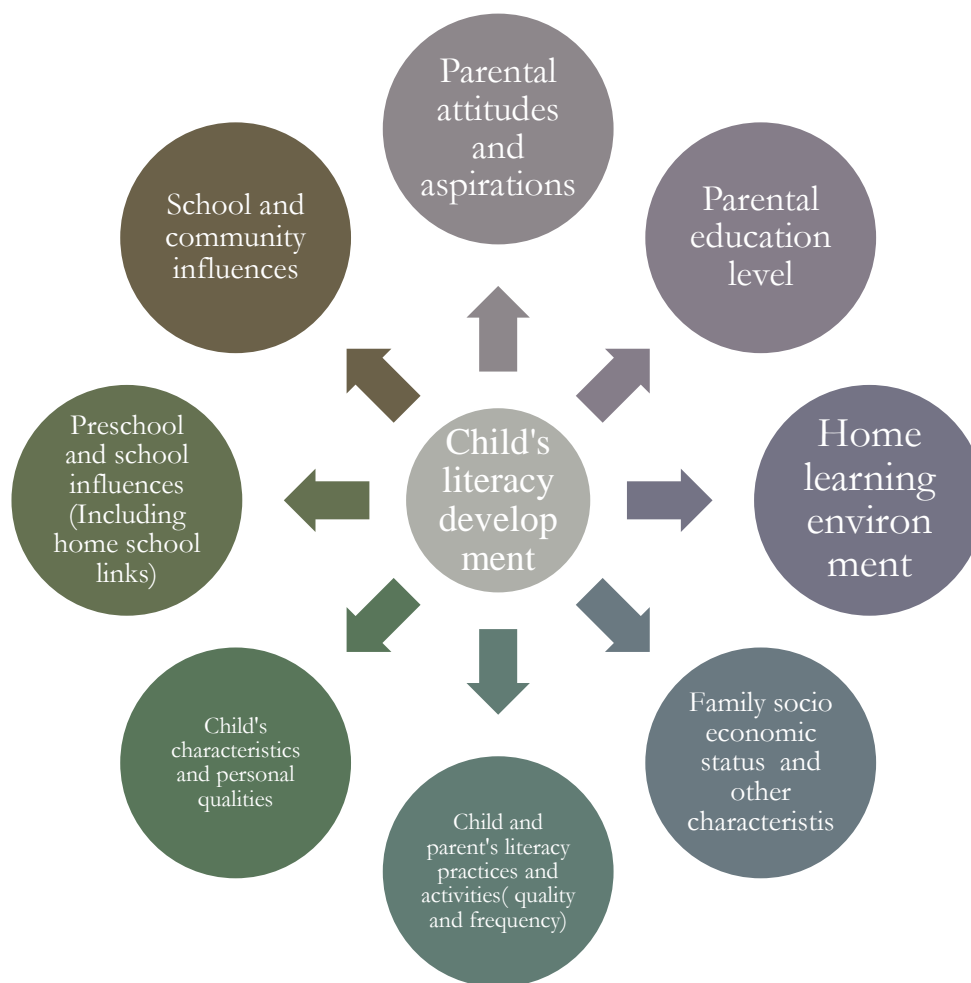 Parental
attitudes
and
aspirations
Parental
education
level
Home
learning
environ
ment
Family socio
economic
status and
other
characteristis
Child and
parent's literacy
practices and
activities( quality
and frequency)
Child's
characteristics
and personal
qualities
Preschool
and school
influences
(Including
home school
links)
School and
community
influences
Child's
literacy
develop
ment